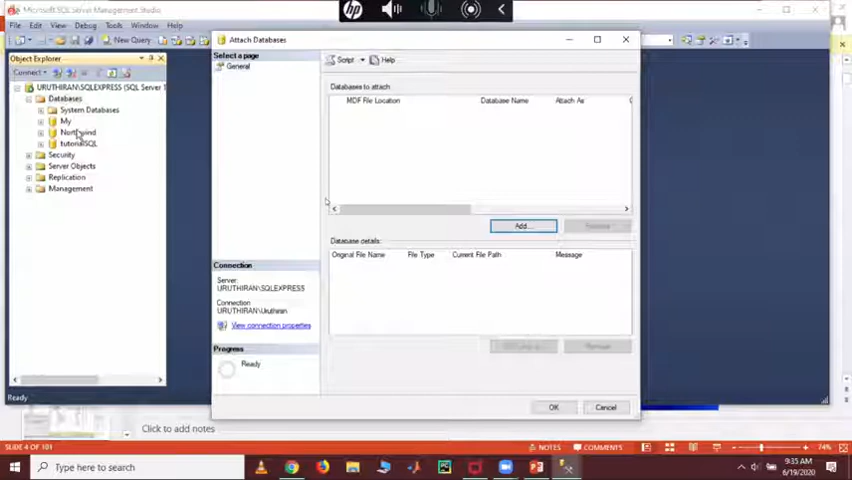 hp
Microsoft SQL Server Management Studio
File Edit View Debug Tools Window Help
New Query
Object Explorer
Connect
URUTHIRAN\SQLEXPRESS (SQL Server 1
Databases
System Databases
My
Northwind
tutorialSQL
Security
Server Objects
Replication
Management
Ready
Attach Databases
Select a page
General
Script Help
Databases to attach
MDF File Location Database Name Attach As
Add...
Remove
Database details:
Original File Name File Type Current File Path Message
Remove
Connection
Server:
URUTHIRAN\SQLEXPRESS
Connection
URUTHIRAN\Uruthiran
View connection properties
Progress
Ready
OK Cancel
Click to add notes
SLIDE 4 OF 101 NOTES COMMENTS 74%
Type here to search
9:35 AM
6/19/2020